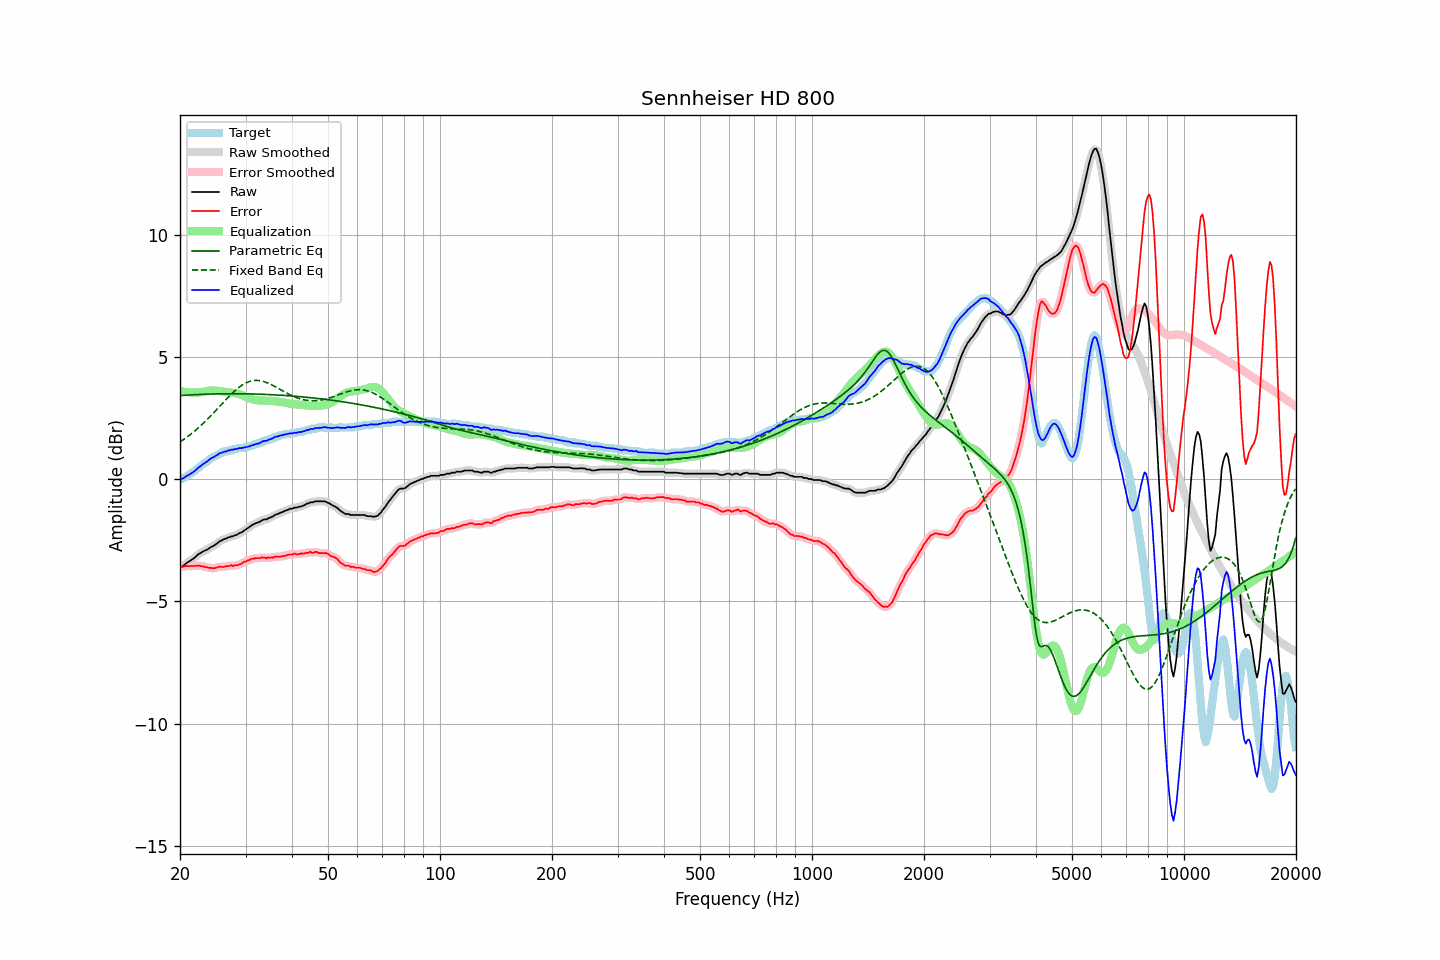 Sennheiser HD 800
Target
Raw Smoothed
Error Smoothed
Raw
Error
Equalization
Parametric Eq
Fixed Band Eq
Equalized
Amplitude (dBr)
10
5
0
−5
−10
−15
20 50 100 200 500 1000 2000 5000 10000 20000
Frequency (Hz)